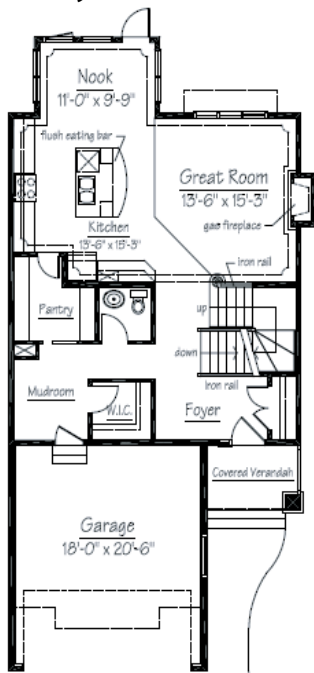 Nook
11'-0" x 9'-9"
flush eating bar
Great Room
13'-6" x 15'-3"
gas fireplace
Kitchen
13'-6" x 15'-3"
iron rail
Pantry
up
down
Iron rail
Mudroom
W.I.C.
Foyer
Covered Verandah
Garage
18'-0" x 20'-6"